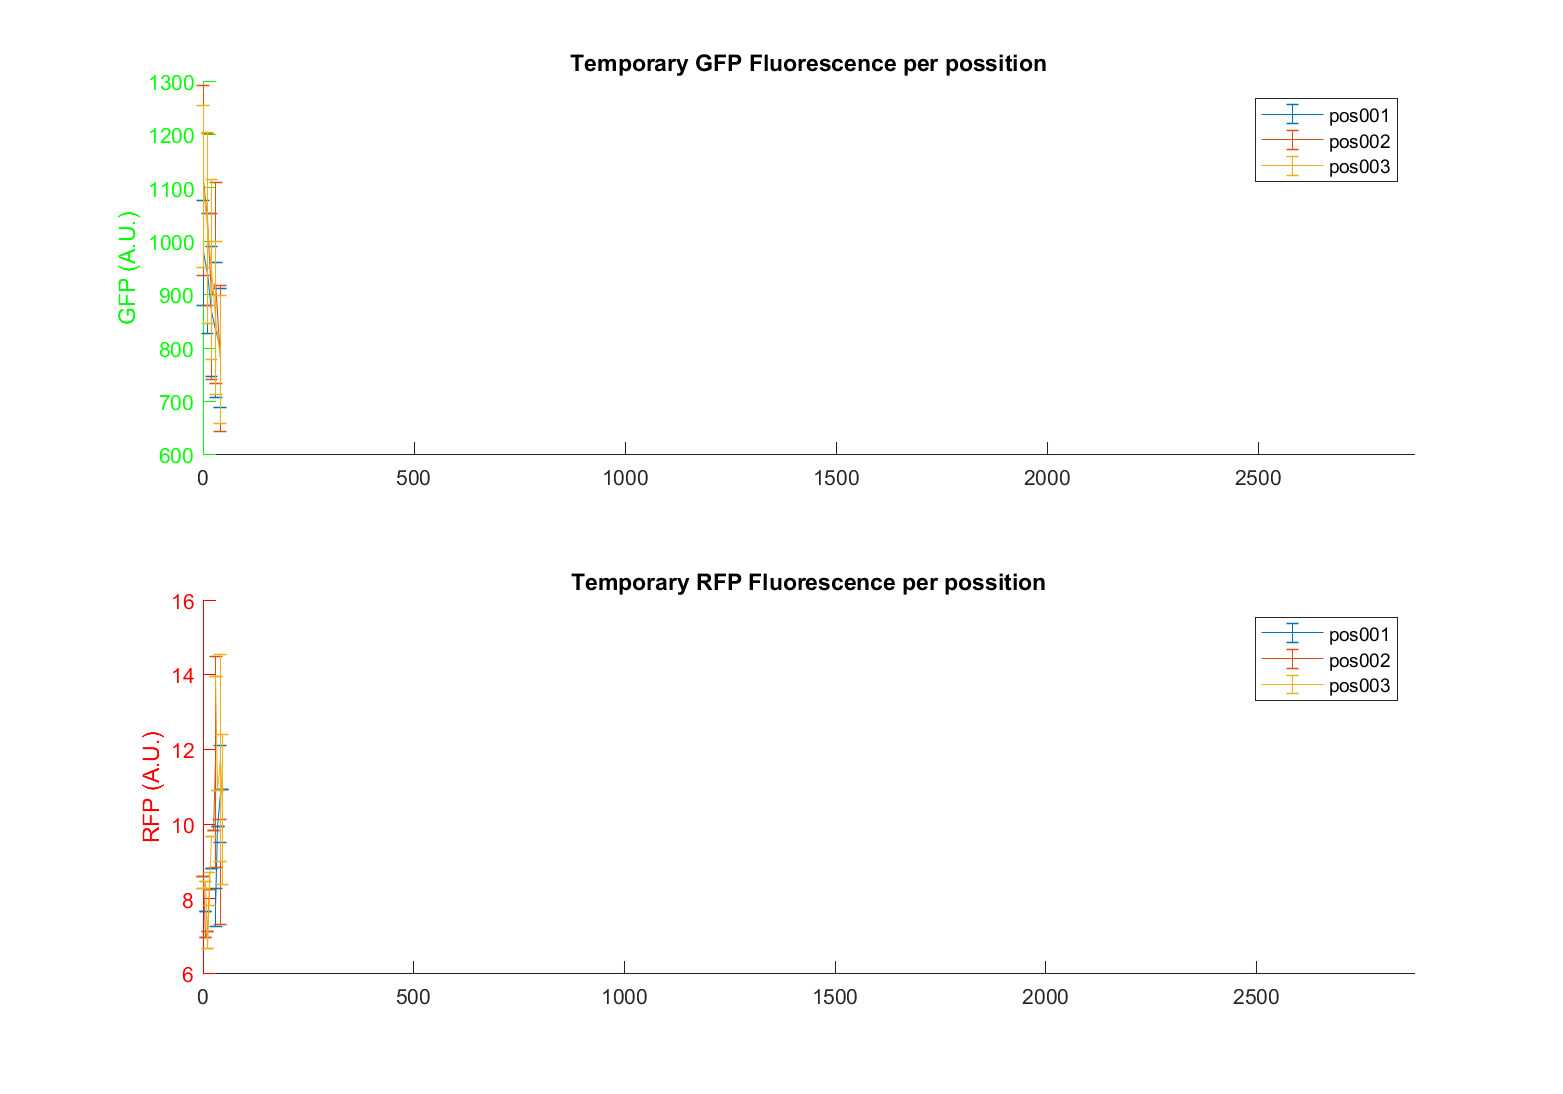 Temporary GFP Fluorescence per possition
1300
1200
1100
1000
900
800
700
600
GFP (A.U.)
pos001
pos002
pos003
0 500 1000 1500 2000 2500
Temporary RFP Fluorescence per possition
16
14
12
10
8
6
RFP (A.U.)
pos001
pos002
pos003
0 500 1000 1500 2000 2500